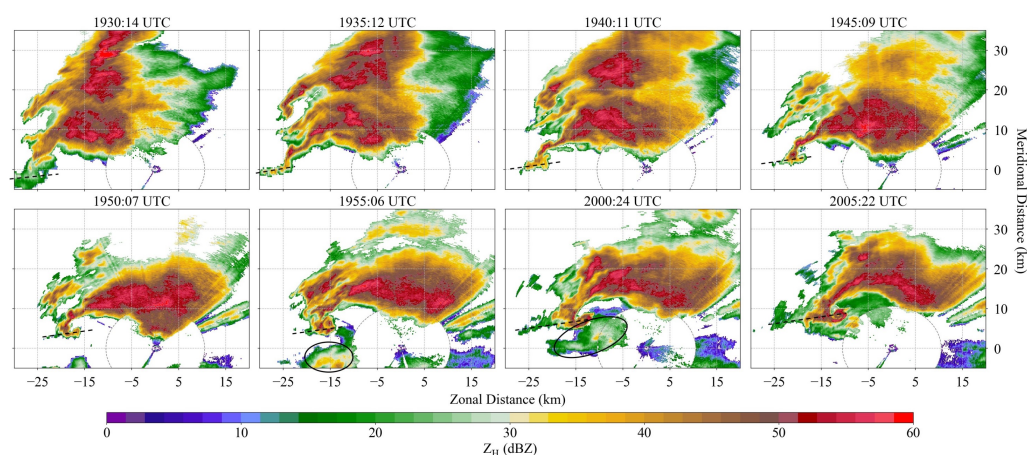 1930:14 UTC
1935:12 UTC
1940:11 UTC
1945:09 UTC
30
20
10
0
1950:07 UTC
1955:06 UTC
2000:24 UTC
2005:22 UTC
30
20
10
0
Meridional Distance (km)
−25 −15 −5 5 15
−25 −15 −5 5 15
−25 −15 −5 5 15
−25 −15 −5 5 15
Zonal Distance (km)
0 10 20 30 40 50 60
Z_H (dBZ)